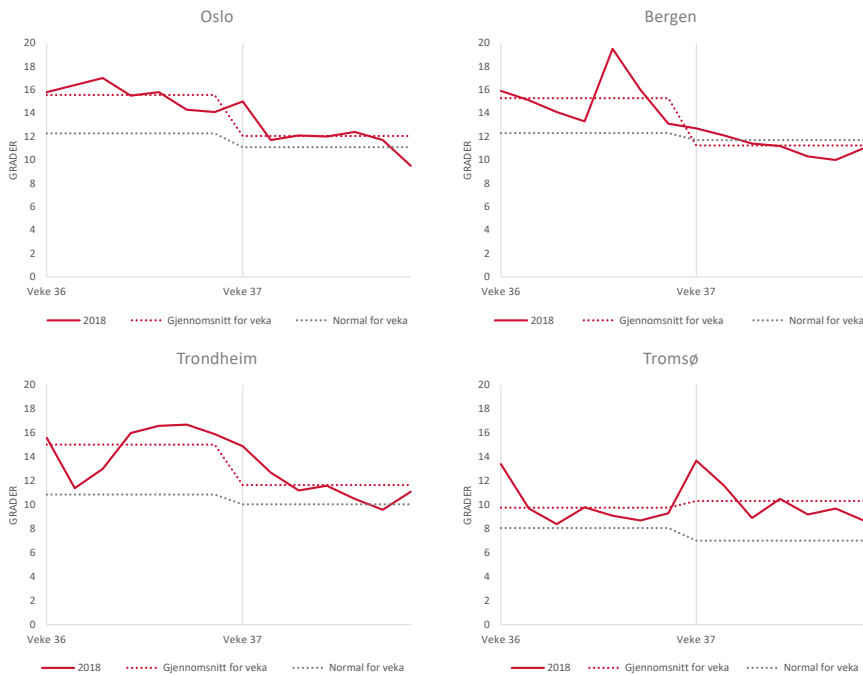 Oslo
20
18
16
14
12
10
8
6
4
2
0
GRADER
Veke 36
Veke 37
2018
Gjennomsnitt for veka
Normal for veka
Bergen
20
18
16
14
12
10
8
6
4
2
0
GRADER
Veke 36
Veke 37
2018
Gjennomsnitt for veka
Normal for veka
Trondheim
20
18
16
14
12
10
8
6
4
2
0
GRADER
Veke 36
Veke 37
2018
Gjennomsnitt for veka
Normal for veka
Tromsø
20
18
16
14
12
10
8
6
4
2
0
GRADER
Veke 36
Veke 37
2018
Gjennomsnitt for veka
Normal for veka